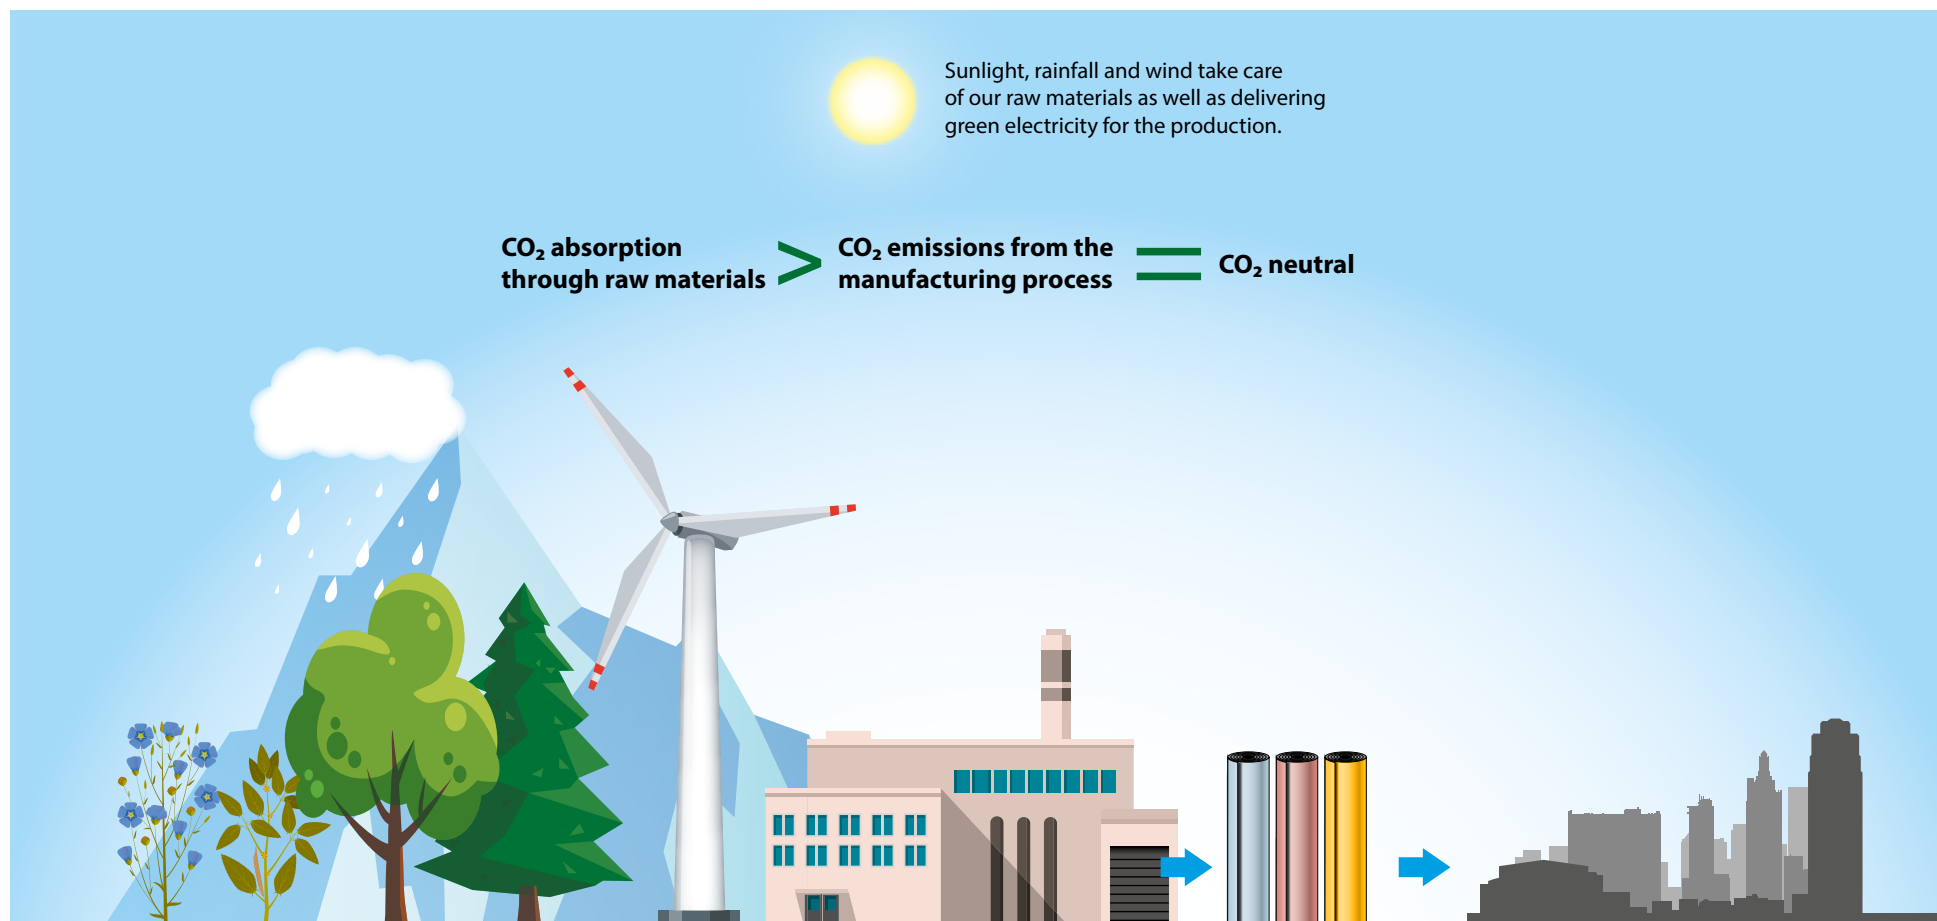 Sunlight, rainfall and wind take care
of our raw materials as well as delivering
green electricity for the production.
CO₂ absorption
through raw materials
>
CO₂ emissions from the
manufacturing process
=
CO₂ neutral